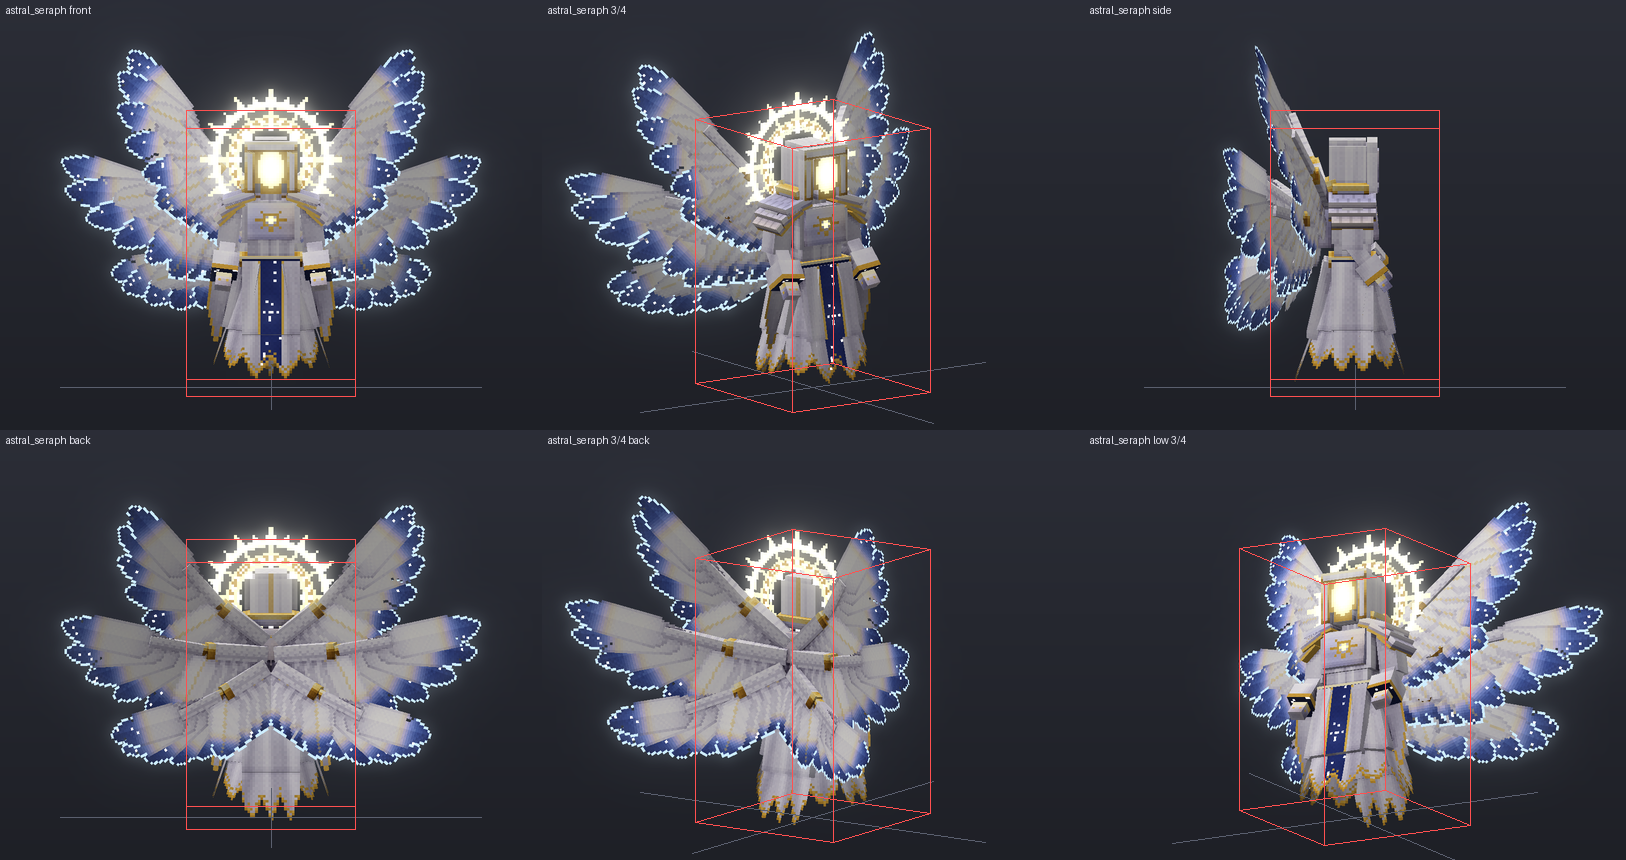 astral_seraph front
astral_seraph 3/4
astral_seraph side
astral_seraph back
astral_seraph 3/4 back
astral_seraph low 3/4